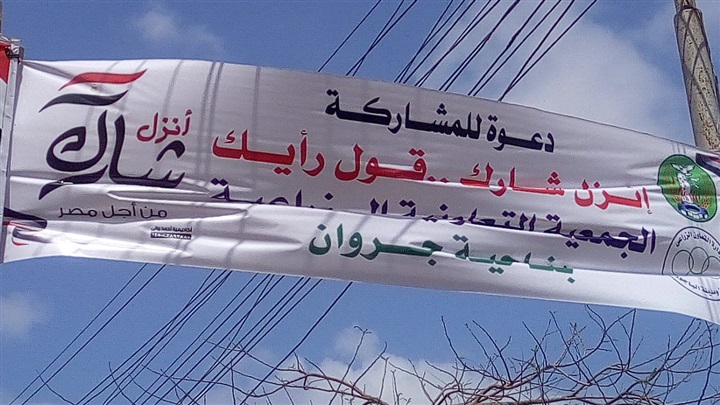 دعوة للمشاركة
إنزل شارك ..قول رأيك
الجمعية التعاونية الزراعية
بناحية جروان
أنزل
شارك
من أجل مصر